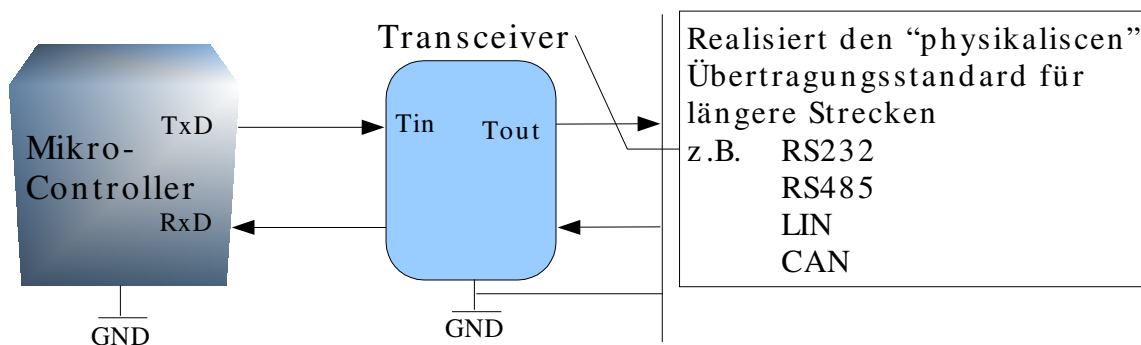 Transceiver
TxD
Mikro-
Controller
RxD
GND
Tin
Tout
GND
Realisiert den “physikaliscen”
Übertragungsstandard für
längere Strecken
z.B. RS232
RS485
LIN
CAN